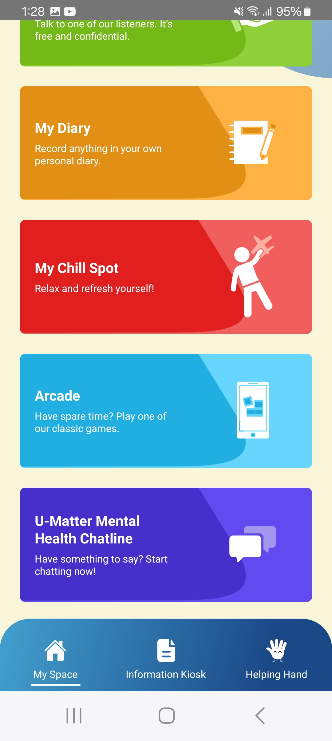 1:28
95%
Talk to one of our listeners. It's
free and confidential.
My Diary
Record anything in your own
personal diary.
My Chill Spot
Relax and refresh yourself!
Arcade
Have spare time? Play one of
our classic games.
U-Matter Mental
Health Chatline
Have something to say? Start
chatting now!
My Space
Information Kiosk
Helping Hand